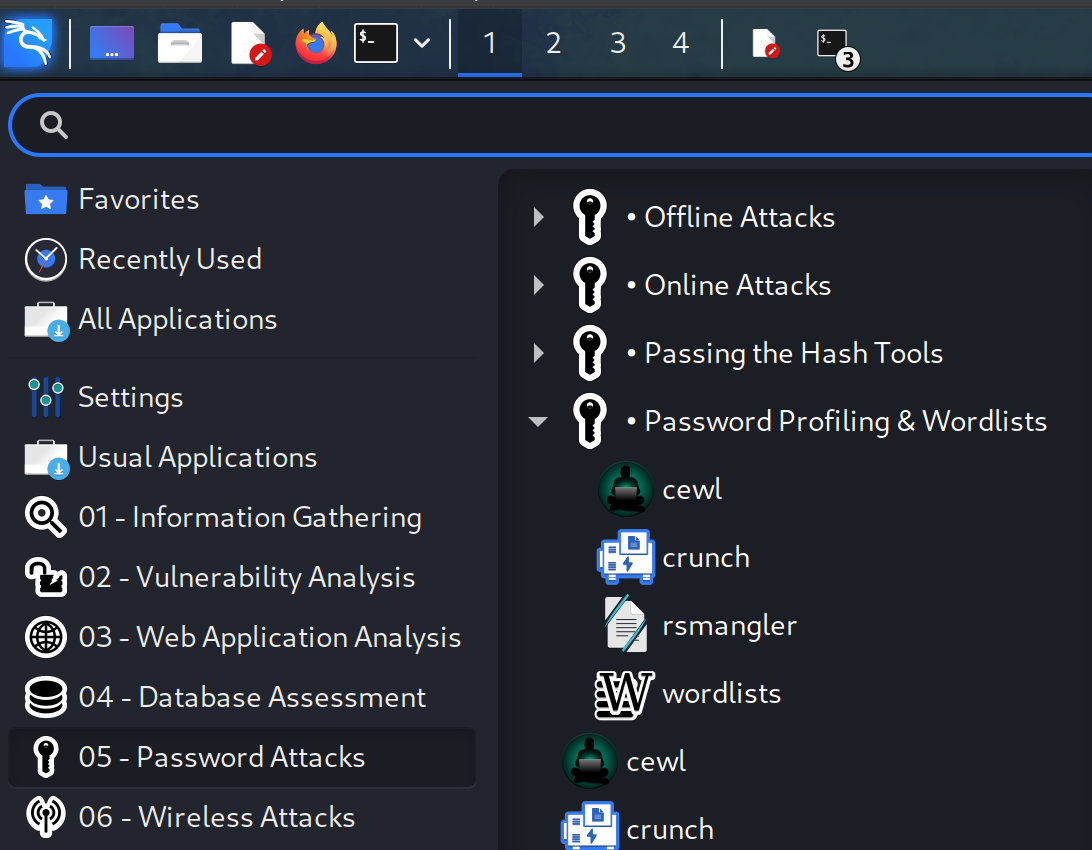 $-
1 2 3 4
$-
3
Favorites
Recently Used
All Applications
Settings
Usual Applications
01 - Information Gathering
02 - Vulnerability Analysis
03 - Web Application Analysis
04 - Database Assessment
05 - Password Attacks
06 - Wireless Attacks
• Offline Attacks
• Online Attacks
• Passing the Hash Tools
• Password Profiling & Wordlists
cewl
crunch
rsmangler
W wordlists
cewl
crunch